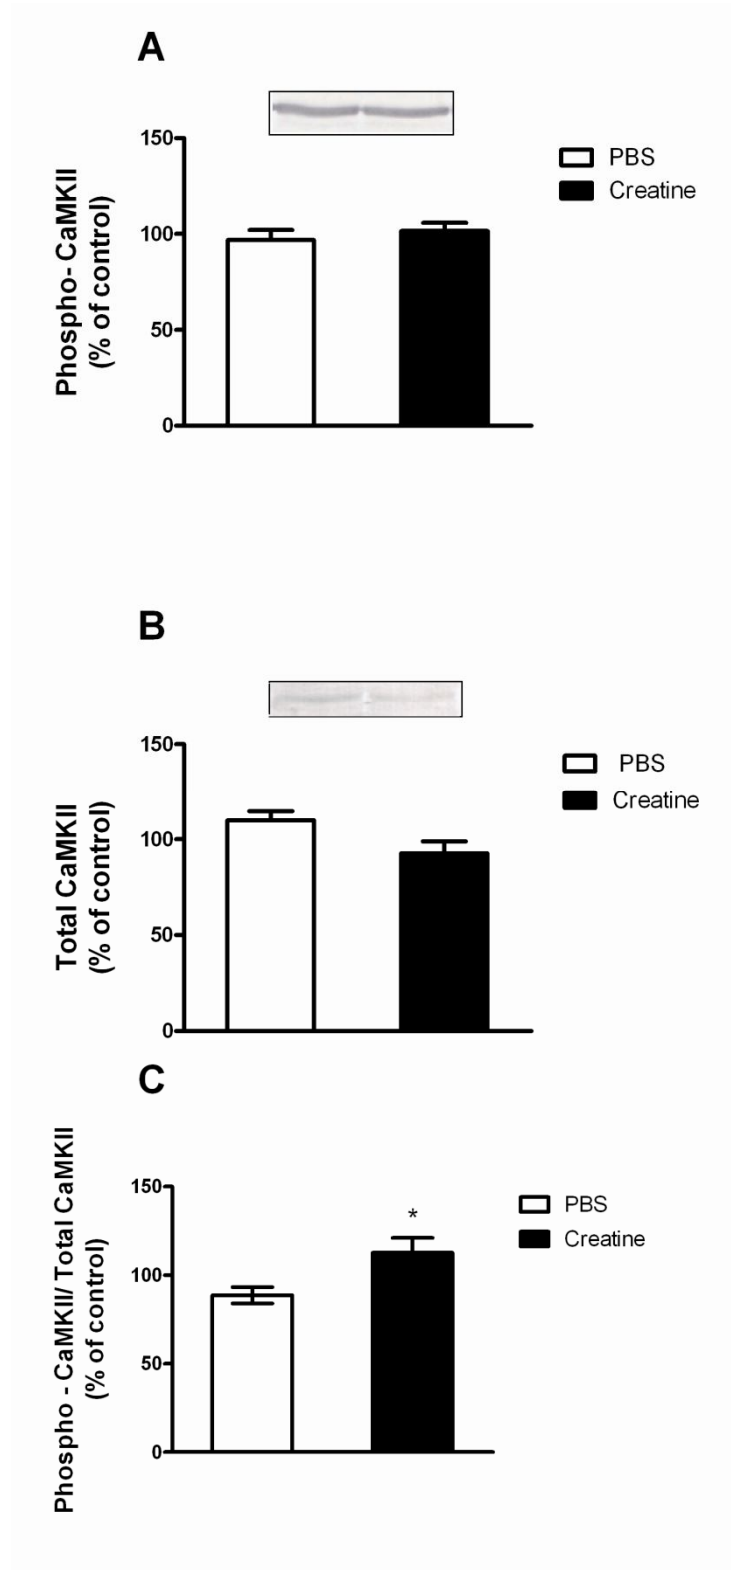 A
150
100
50
0
Phospho- CaMKII
(% of control)
PBS
Creatine
B
150
100
50
0
Total CaMKII
(% of control)
PBS
Creatine
C
150
100
50
0
Phospho - CaMKII/ Total CaMKII
(% of control)
*
PBS
Creatine